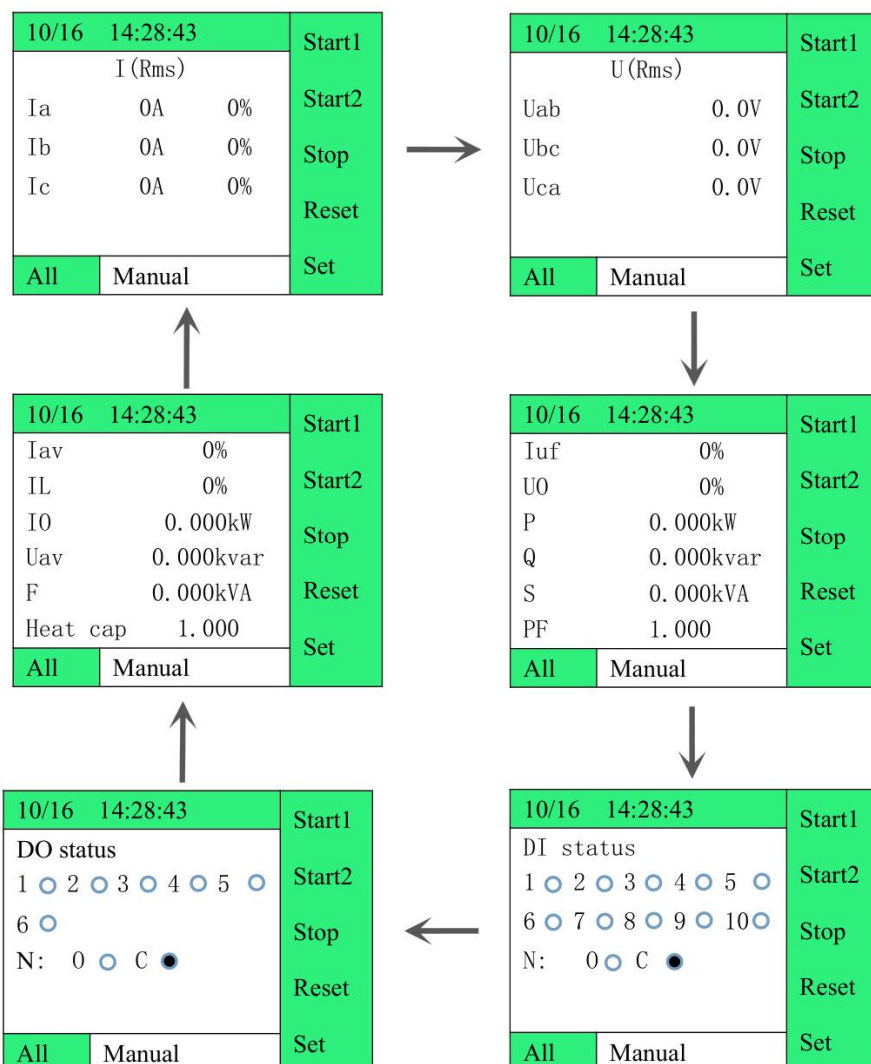 10/16 14:28:43
I(Rms)
Ia 0A 0%
Ib 0A 0%
Ic 0A 0%
All Manual
Start1
Start2
Stop
Reset
Set
10/16 14:28:43
U(Rms)
Uab 0.0V
Ubc 0.0V
Uca 0.0V
All Manual
Start1
Start2
Stop
Reset
Set
10/16 14:28:43
Iav 0%
IL 0%
I0 0.000kW
Uav 0.000kvar
F 0.000kVA
Heat cap 1.000
All Manual
Start1
Start2
Stop
Reset
Set
10/16 14:28:43
Iuf 0%
U0 0%
P 0.000kW
Q 0.000kvar
S 0.000kVA
PF 1.000
All Manual
Start1
Start2
Stop
Reset
Set
10/16 14:28:43
DO status
1 2 3 4 5
6
N: O C
All Manual
Start1
Start2
Stop
Reset
Set
10/16 14:28:43
DI status
1 2 3 4 5
6 7 8 9 10
N: O C
All Manual
Start1
Start2
Stop
Reset
Set